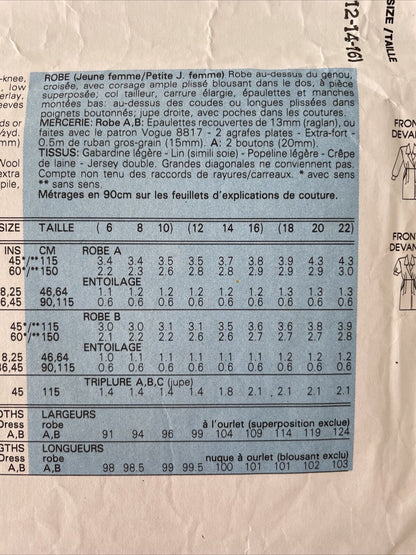 SIZE / TAILLE
(12-14-16)
-knee,
, low
erlay,
eeves
ds or
½yd.
mm).
Wool
extra
pile,
ROBE (Jeune femme/Petite J. femme) Robe au-dessus du genou,
croisée, avec corsage ample plissé blousant dans le dos, à pièce
superposée; col tailleur, carrure élargie, épaulettes et manches
montées bas: au-dessus des coudes ou longues plissées dans
poignets boutonnés; jupe droite, avec poches dans les coutures.
MERCERIE: Robe A,B: Epaulettes recouvertes de 13mm (raglan), ou
faites avec le patron Vogue 8817 - 2 agrafes plates - Extra-fort -
0.5m de ruban gros-grain (15mm). A: 2 boutons (20mm).
TISSUS: Gabardine légère - Lin (simili soie) - Popeline légère - Crêpe
de laine - Jersey double. Grandes diagonales ne conviennent pas.
Compte non tenu des raccords de rayures/carreaux. * avec sens
** sans sens.
Métrages en 90cm sur les feuillets d'explications de couture.
FRON
DEVA
FRON
DEVA
SIZE TAILLE ( 6 8 10) (12 14 16) (18 20 22)
INS CM ROBE A
45*/**115 3.4 3.4 3.5 3.5 3.7 3.8 3.9 4.3 4.3
60*/**150 2.2 2.3 2.6 2.8 2.8 2.9 2.9 2.9 3.0
ENTOILAGE
8,25 46,64 1.1 1.2 1.2 1.2 1.2 1.2 1.3 1.3 1.3
6,45 90,115 0.6 0.6 0.6 0.6 0.6 0.6 0.6 0.6 0.6
ROBE B
45*/**115 3.0 3.0 3.1 3.1 3.5 3.6 3.6 3.8 3.9
60*/**150 2.1 2.2 2.2 2.6 2.6 2.7 2.7 2.7 2.8
ENTOILAGE
8,25 46,64 1.0 1.1 1.1 1.1 1.1 1.2 1.2 1.2 1.2
36,45 90,115 0.6 0.6 0.6 0.6 0.6 0.6 0.6 0.6 0.6
TRIPLURE A,B,C (jupe)
45 115 1.4 1.4 1.4 1.4 1.8 2.1 2.1 2.1 2.1
DTHS LARGEURS
Dress robe à l'ourlet (superposition exclue)
A,B A,B 91 94 96 99 104 109 114 119 124
GTHS LONGUEURS
Dress robe nuque à ourlet (blousant exclu)
A,B A,B 98 98.5 99 99.5 100 101 101 102 103